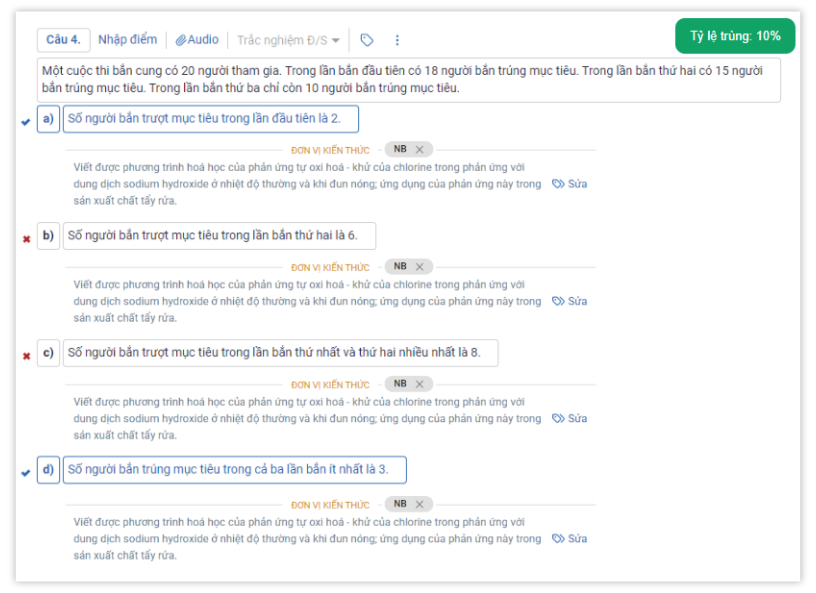 Câu 4. Nhập điểm Audio Trắc nghiệm Đ/S
Tỷ lệ trùng: 10%
Một cuộc thi bắn cung có 20 người tham gia. Trong lần bắn đầu tiên có 18 người bắn trúng mục tiêu. Trong lần bắn thứ hai có 15 người
bắn trúng mục tiêu. Trong lần bắn thứ ba chỉ còn 10 người bắn trúng mục tiêu.
a) Số người bắn trượt mục tiêu trong lần đầu tiên là 2.
ĐƠN VỊ KIẾN THỨC NB
Viết được phương trình hoá học của phản ứng tự oxi hoá - khử của chlorine trong phản ứng với
dung dịch sodium hydroxide ở nhiệt độ thường và khi đun nóng; ứng dụng của phản ứng này trong Sửa
sản xuất chất tẩy rửa.
b) Số người bắn trượt mục tiêu trong lần bắn thứ hai là 6.
ĐƠN VỊ KIẾN THỨC NB
Viết được phương trình hoá học của phản ứng tự oxi hoá - khử của chlorine trong phản ứng với
dung dịch sodium hydroxide ở nhiệt độ thường và khi đun nóng; ứng dụng của phản ứng này trong Sửa
sản xuất chất tẩy rửa.
c) Số người bắn trượt mục tiêu trong lần bắn thứ nhất và thứ hai nhiều nhất là 8.
ĐƠN VỊ KIẾN THỨC NB
Viết được phương trình hoá học của phản ứng tự oxi hoá - khử của chlorine trong phản ứng với
dung dịch sodium hydroxide ở nhiệt độ thường và khi đun nóng; ứng dụng của phản ứng này trong Sửa
sản xuất chất tẩy rửa.
d) Số người bắn trúng mục tiêu trong cả ba lần bắn ít nhất là 3.
ĐƠN VỊ KIẾN THỨC NB
Viết được phương trình hoá học của phản ứng tự oxi hoá - khử của chlorine trong phản ứng với
dung dịch sodium hydroxide ở nhiệt độ thường và khi đun nóng; ứng dụng của phản ứng này trong Sửa
sản xuất chất tẩy rửa.